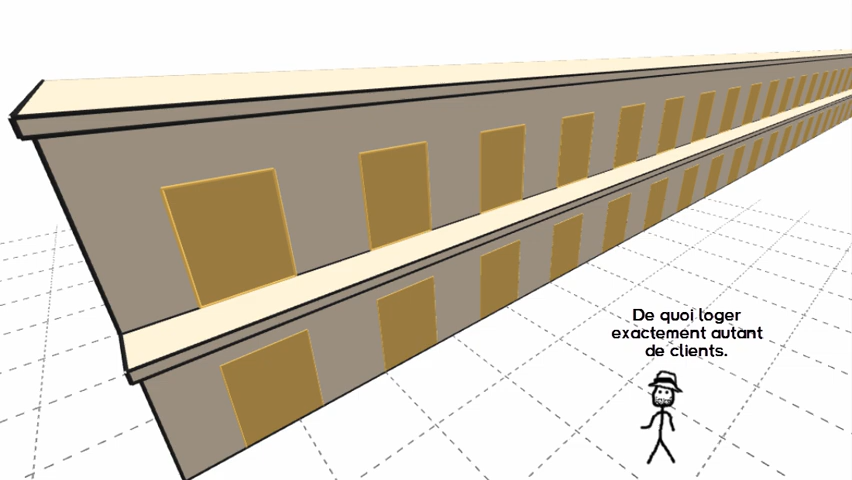 De quoi loger
exactement autant
de clients.